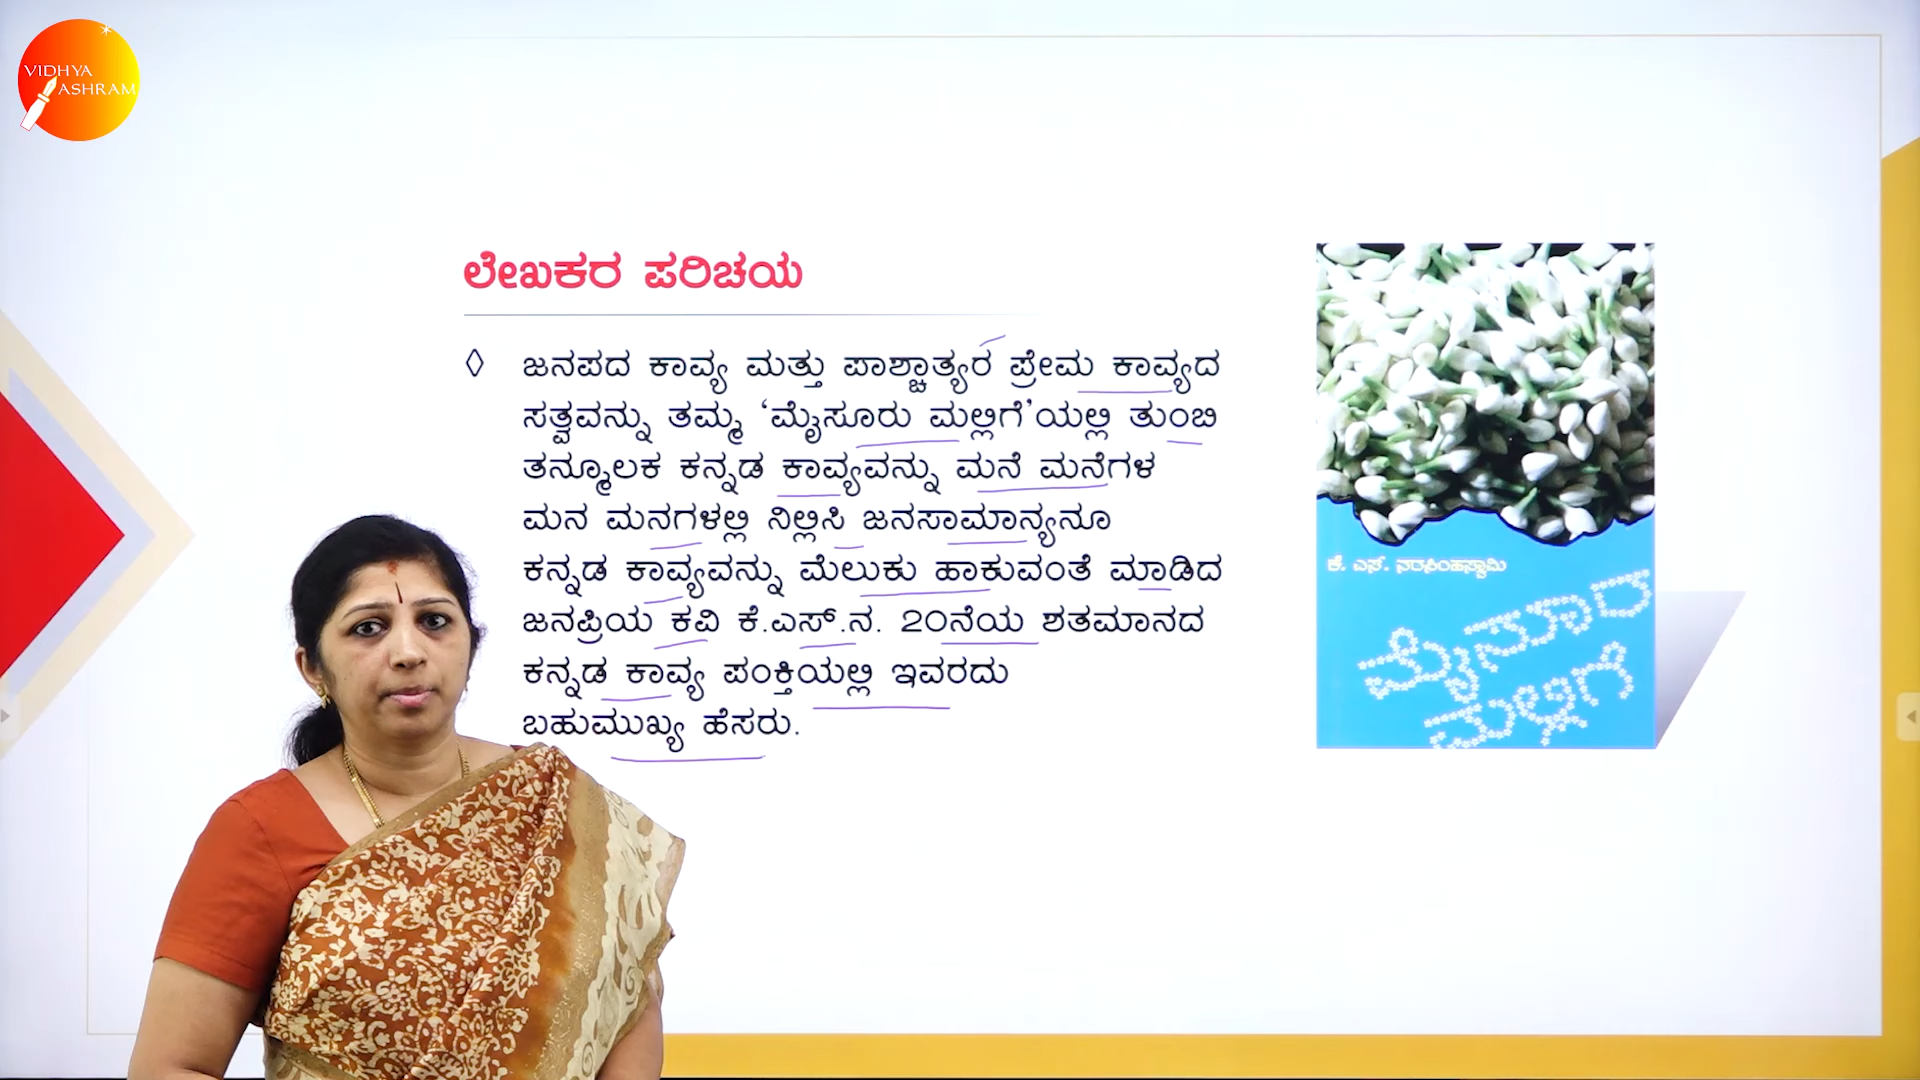 VIDHYA
ASHRAM
ಲೇಖಕರ ಪರಿಚಯ
◊ ಜನಪದ ಕಾವ್ಯ ಮತ್ತು ಪಾಶ್ಚಾತ್ಯರ ಪ್ರೇಮ ಕಾವ್ಯದ
ಸತ್ವವನ್ನು ತಮ್ಮ ‘ಮೈಸೂರು ಮಲ್ಲಿಗೆ’ಯಲ್ಲಿ ತುಂಬಿ
ತನ್ಮೂಲಕ ಕನ್ನಡ ಕಾವ್ಯವನ್ನು ಮನೆ ಮನೆಗಳ
ಮನ ಮನಗಳಲ್ಲಿ ನಿಲ್ಲಿಸಿ ಜನಸಾಮಾನ್ಯನೂ
ಕನ್ನಡ ಕಾವ್ಯವನ್ನು ಮೆಲುಕು ಹಾಕುವಂತೆ ಮಾಡಿದ
ಜನಪ್ರಿಯ ಕವಿ ಕೆ.ಎಸ್.ನ. 20ನೆಯ ಶತಮಾನದ
ಕನ್ನಡ ಕಾವ್ಯ ಪಂಕ್ತಿಯಲ್ಲಿ ಇವರದು
ಬಹುಮುಖ್ಯ ಹೆಸರು.
ಕೆ. ಎಸ್. ನರಸಿಂಹಸ್ವಾಮಿ
ಮೈಸೂರ
ಮಲ್ಲಿಗೆ